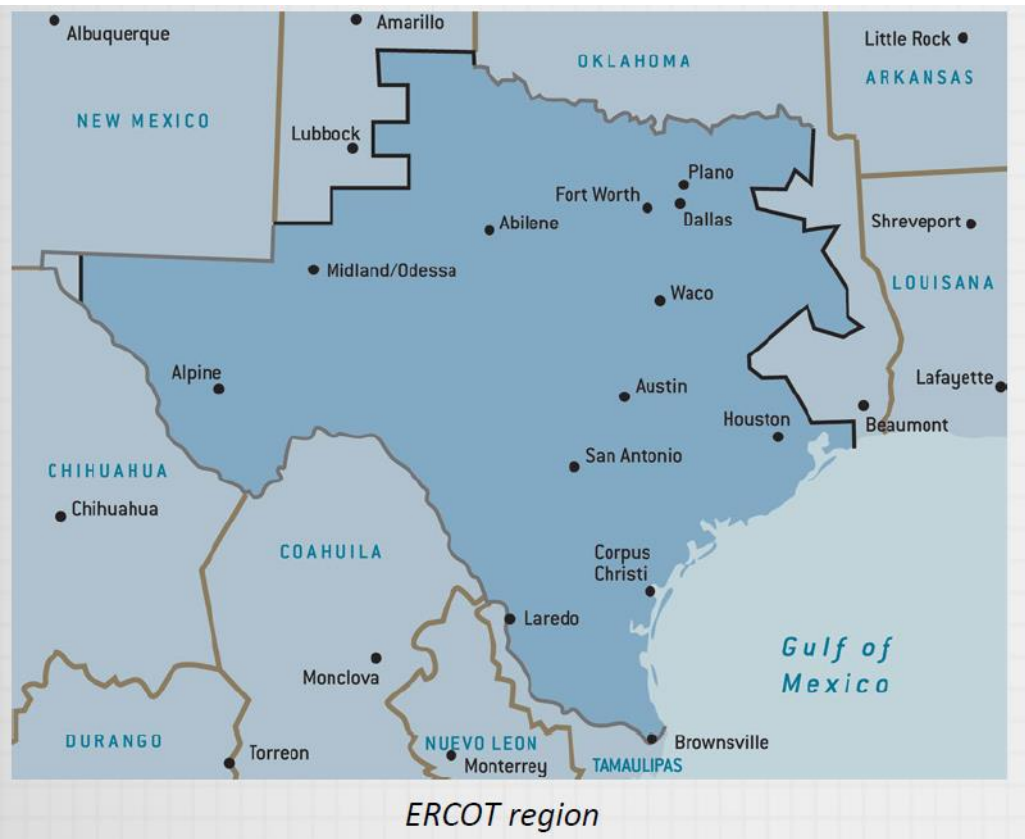 Albuquerque
Amarillo
Little Rock
OKLAHOMA
ARKANSAS
NEW MEXICO
Lubbock
Plano
Fort Worth
Dallas
Abilene
Shreveport
Midland/Odessa
LOUISIANA
Waco
Alpine
Austin
Lafayette
Houston
Beaumont
San Antonio
CHIHUAHUA
Chihuahua
COAHUILA
Corpus
Christi
Laredo
Gulf of
Mexico
Monclova
DURANGO
Torreon
NUEVO LEON
Monterrey
Brownsville
TAMAULIPAS
ERCOT region